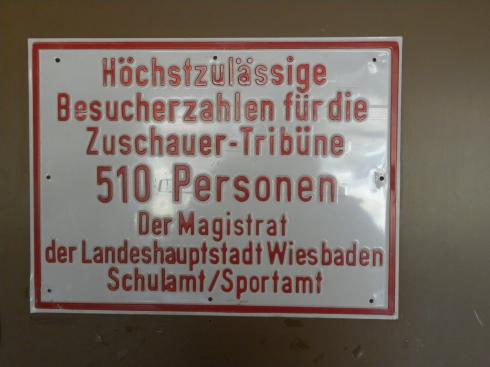 Höchstzulässige
Besucherzahlen für die
Zuschauer-Tribüne
510 Personen
Der Magistrat
der Landeshauptstadt Wiesbaden
Schulamt/Sportamt